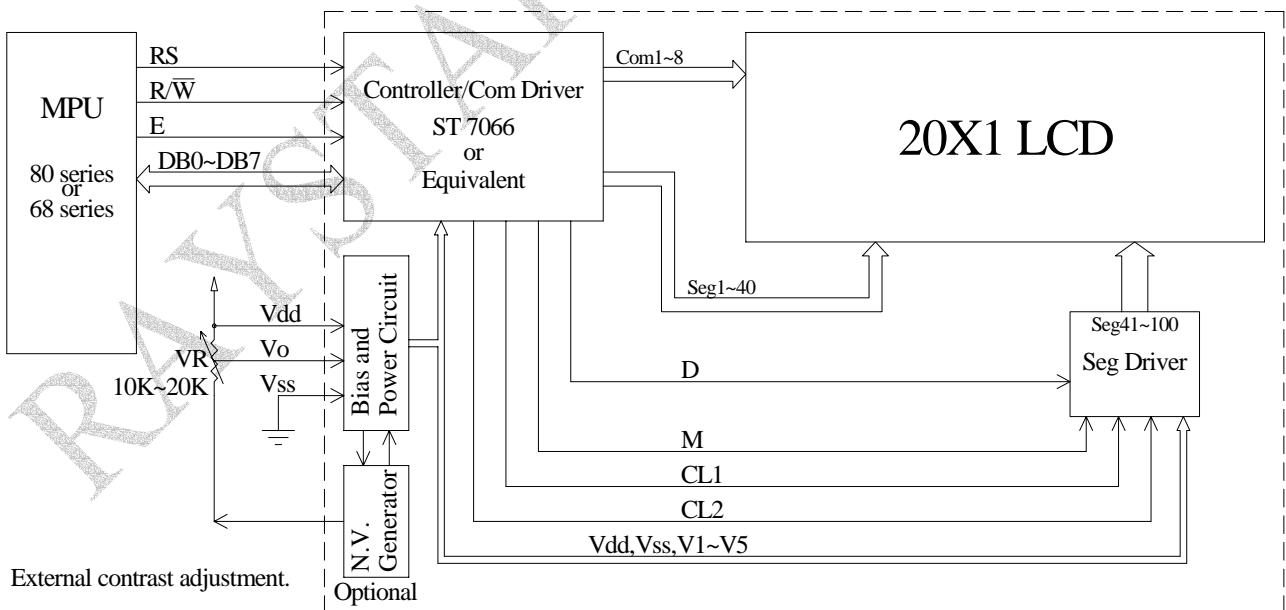 RAYSTAR
MPU
80 series
or
68 series
RS
R/W̅
E
DB0~DB7
Controller/Com Driver
ST 7066
or
Equivalent
Com1~8
20X1 LCD
Seg1~40
Seg41~100
Seg Driver
Vdd
Vo
Vss
VR
10K~20K
Bias and
Power Circuit
D
M
CL1
CL2
Vdd,Vss,V1~V5
N.V.
Generator
Optional
External contrast adjustment.